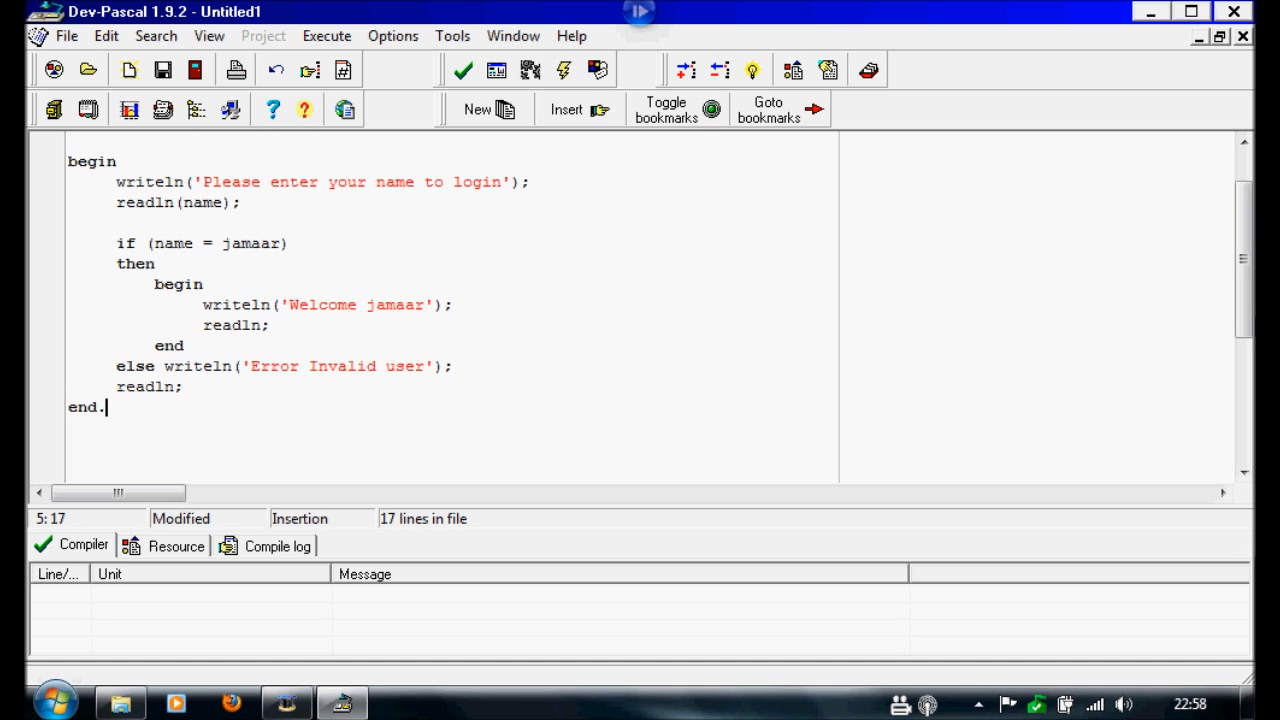 Dev-Pascal 1.9.2 - Untitled1
File Edit Search View Project Execute Options Tools Window Help
New Insert Toggle bookmarks Goto bookmarks
begin
writeln('Please enter your name to login');
readln(name);
if (name = jamaar)
then
begin
writeln('Welcome jamaar');
readln;
end
else writeln('Error Invalid user');
readln;
end.
5: 17 Modified Insertion 17 lines in file
Compiler Resource Compile log
Line/... Unit Message
22:58